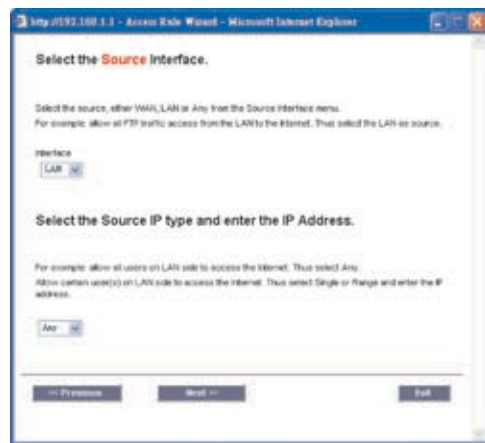 http://192.168.1.1 - Access Rule Wizard - Microsoft Internet Explorer
Select the Source Interface.
Select the source, either WAN, LAN or Any from the Source Interface menu.
For example: allow all FTP traffic access from the LAN to the Internet. Thus select the LAN as source.
Interface
LAN
Select the Source IP type and enter the IP Address.
For example: allow all users on LAN side to access the Internet. Thus select Any.
Allow certain user(s) on LAN side to access the Internet. Thus select Single or Range and enter the IP
address.
Any
<< Previous Next >> Exit